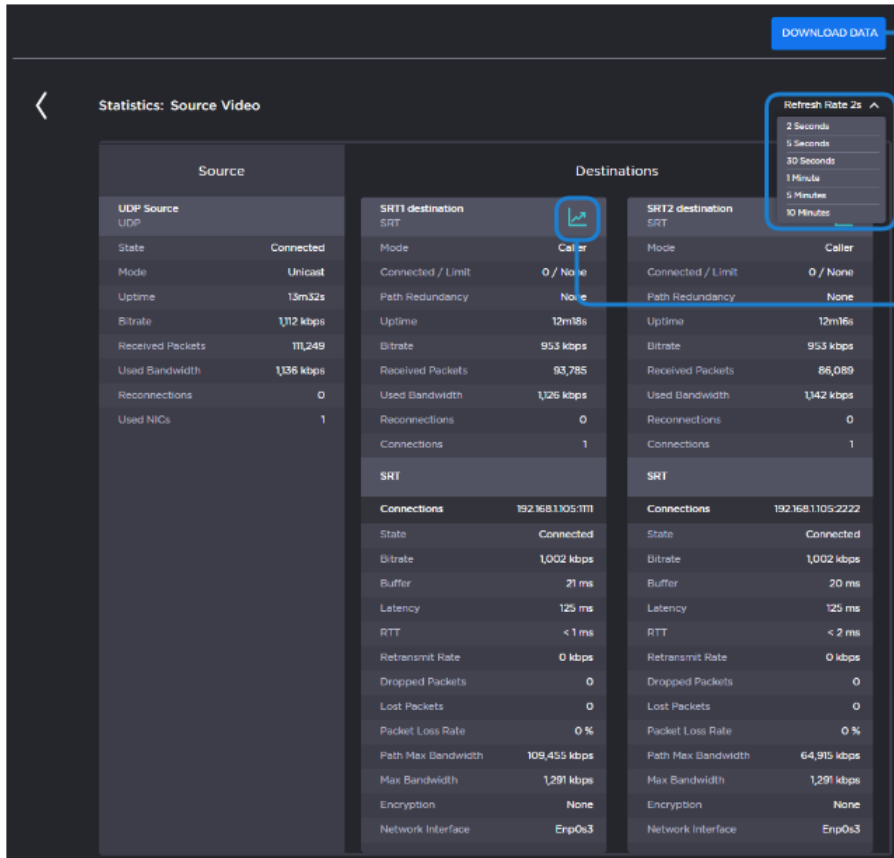 DOWNLOAD DATA
Statistics: Source Video
Refresh Rate 2s
2 Seconds
5 Seconds
30 Seconds
1 Minute
5 Minutes
10 Minutes
Source
Destinations
UDP Source
UDP
State Connected
Mode Unicast
Uptime 13m32s
Bitrate 1,112 kbps
Received Packets 111,249
Used Bandwidth 1,136 kbps
Reconnections 0
Used NICs 1
SRT1 destination
SRT
Mode Caller
Connected / Limit 0 / None
Path Redundancy None
Uptime 12m18s
Bitrate 953 kbps
Received Packets 93,785
Used Bandwidth 1,126 kbps
Reconnections 0
Connections 1
SRT
Connections 192.168.1.105:1111
State Connected
Bitrate 1,002 kbps
Buffer 21 ms
Latency 125 ms
RTT < 1 ms
Retransmit Rate 0 kbps
Dropped Packets 0
Lost Packets 0
Packet Loss Rate 0 %
Path Max Bandwidth 109,455 kbps
Max Bandwidth 1,291 kbps
Encryption None
Network Interface Enp0s3
SRT2 destination
SRT
Mode Caller
Connected / Limit 0 / None
Path Redundancy None
Uptime 12m16s
Bitrate 953 kbps
Received Packets 86,089
Used Bandwidth 1,142 kbps
Reconnections 0
Connections 1
SRT
Connections 192.168.1.105:2222
State Connected
Bitrate 1,002 kbps
Buffer 20 ms
Latency 125 ms
RTT < 2 ms
Retransmit Rate 0 kbps
Dropped Packets 0
Lost Packets 0
Packet Loss Rate 0 %
Path Max Bandwidth 64,915 kbps
Max Bandwidth 1,291 kbps
Encryption None
Network Interface Enp0s3